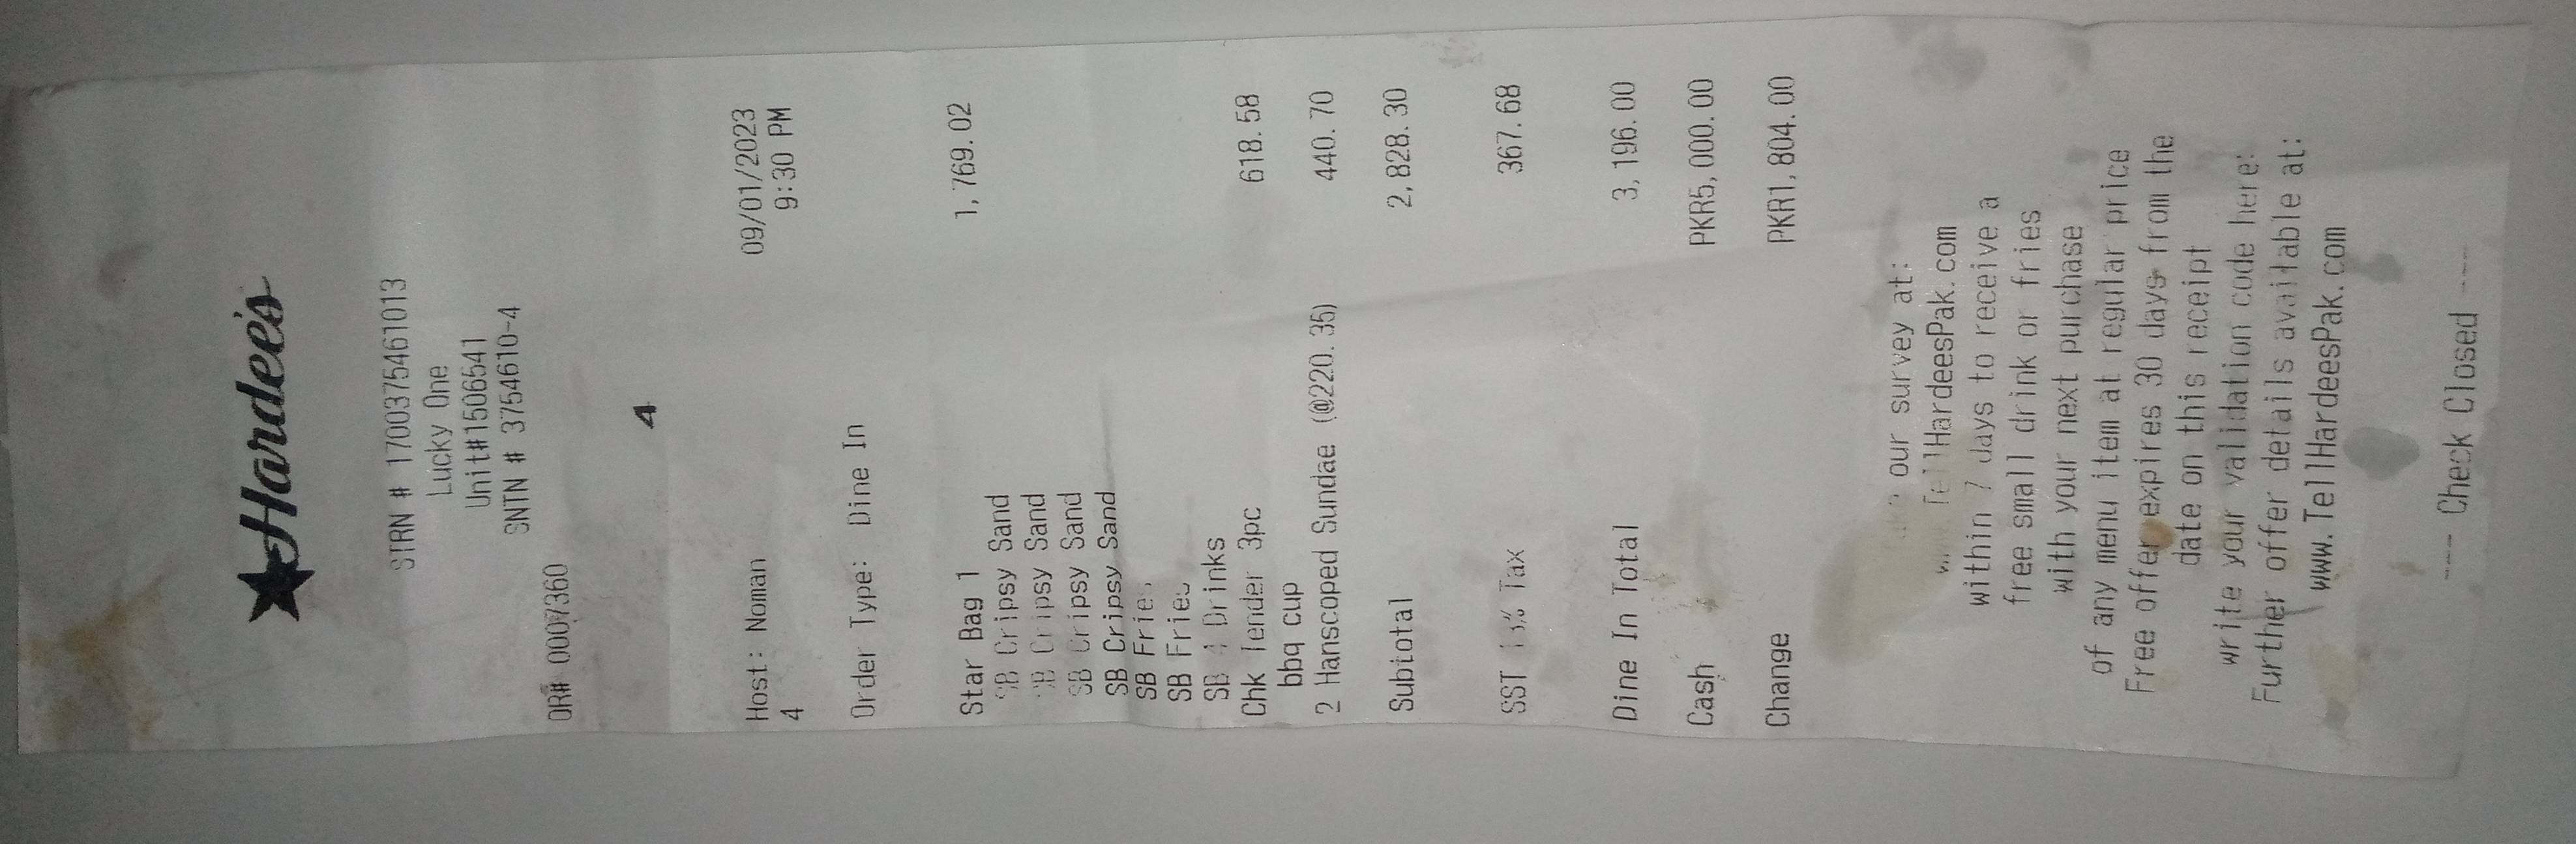 Hardee's
STRN # 1700375461013
Lucky One
Unit#1506541
SNTN # 3754610-4
OR# 0007360
4
Host: Noman 09/01/2023
4 9:30 PM
Order Type: Dine In
Star Bag 1 1,769.02
SB Cripsy Sand
SB Cripsy Sand
SB Cripsy Sand
SB Cripsy Sand
SB Fries
SB Fries
SB 4 Drinks
Chk Tender 3pc 618.58
bbq cup
2 Hanscoped Sundae (@220.35) 440.70
Subtotal 2,828.30
SST 13% Tax 367.68
Dine In Total 3,196.00
Cash PKR5,000.00
Change PKR1,804.00
our survey at:
TellHardeesPak.com
within 7 days to receive a
free small drink or fries
with your next purchase
of any menu item at regular price
Free offer expires 30 days from the
date on this receipt
write your validation code here:
Further offer details available at:
www.TellHardeesPak.com
--- Check Closed ---